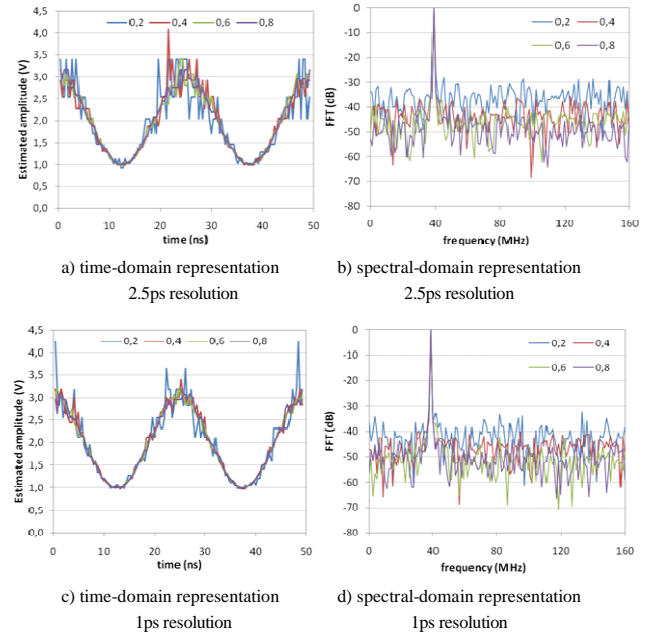 0,2 0,4 0,6 0,8
Estimated amplitude (V)
4,5
4,0
3,5
3,0
2,5
2,0
1,5
1,0
0,5
0,0
0 10 20 30 40 50
time (ns)
a) time-domain representation
2.5ps resolution
0,2 0,4
0,6 0,8
FFT (dB)
0
-10
-20
-30
-40
-50
-60
-70
-80
0 40 80 120 160
frequency (MHz)
b) spectral-domain representation
2.5ps resolution
0,2 0,4 0,6 0,8
Estimated amplitude (V)
4,5
4,0
3,5
3,0
2,5
2,0
1,5
1,0
0,5
0,0
0 10 20 30 40 50
time (ns)
c) time-domain representation
1ps resolution
0,2 0,4
0,6 0,8
FFT (dB)
0
-10
-20
-30
-40
-50
-60
-70
-80
0 40 80 120 160
frequency (MHz)
d) spectral-domain representation
1ps resolution